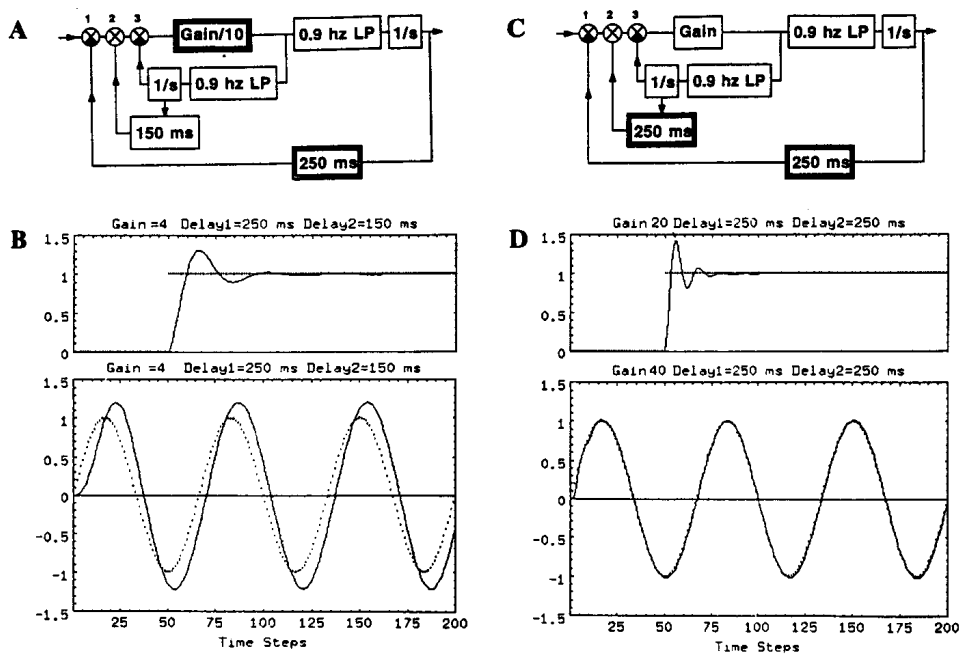 A
1 2 3
Gain/10
0.9 hz LP
1/s
1/s
0.9 hz LP
150 ms
250 ms
C
1 2 3
Gain
0.9 hz LP
1/s
1/s
0.9 hz LP
250 ms
250 ms
B
Gain =4 Delay1=250 ms Delay2=150 ms
1.5
1
0.5
0
Gain =4 Delay1=250 ms Delay2=150 ms
1.5
1
0.5
0
-0.5
-1
-1.5
25 50 75 100 125 150 175 200
Time Steps
D
Gain 20 Delay1=250 ms Delay2=250 ms
1.5
1
0.5
0
Gain 40 Delay1=250 ms Delay2=250 ms
1.5
1
0.5
0
-0.5
-1
-1.5
25 50 75 100 125 150 175 200
Time Steps